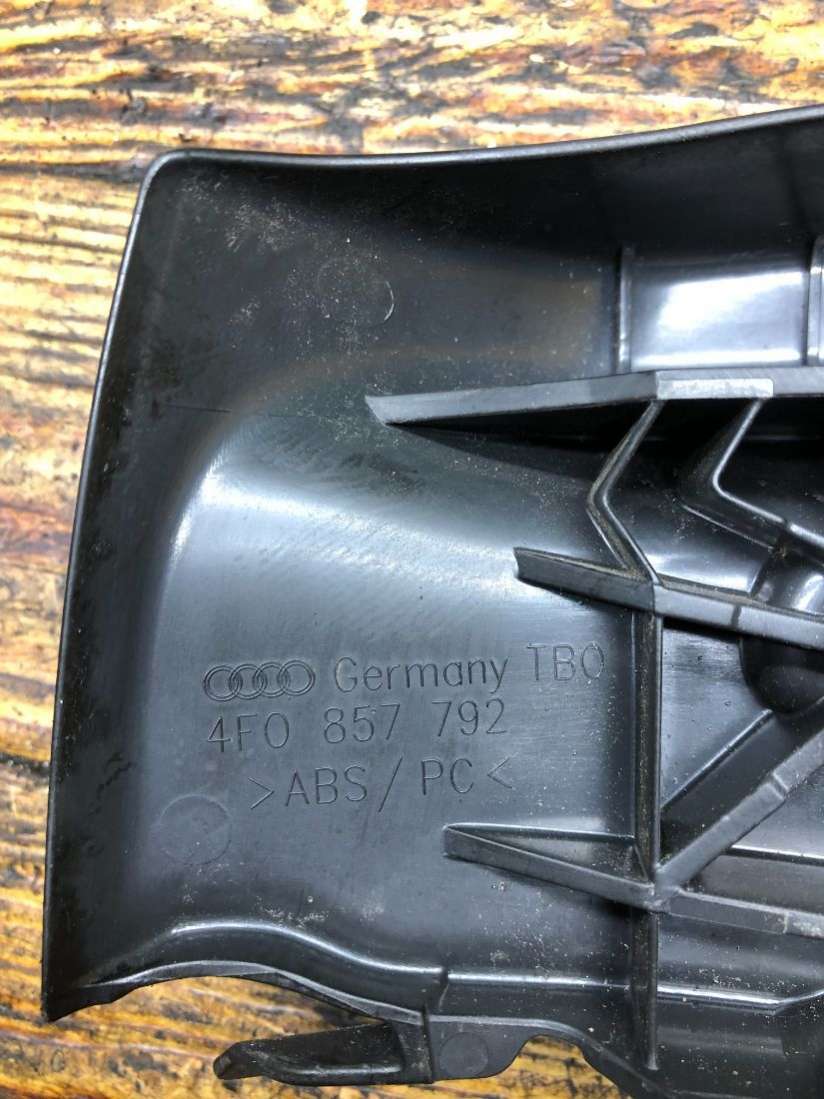 Germany TBO
4F0 857 792
>ABS/PC<